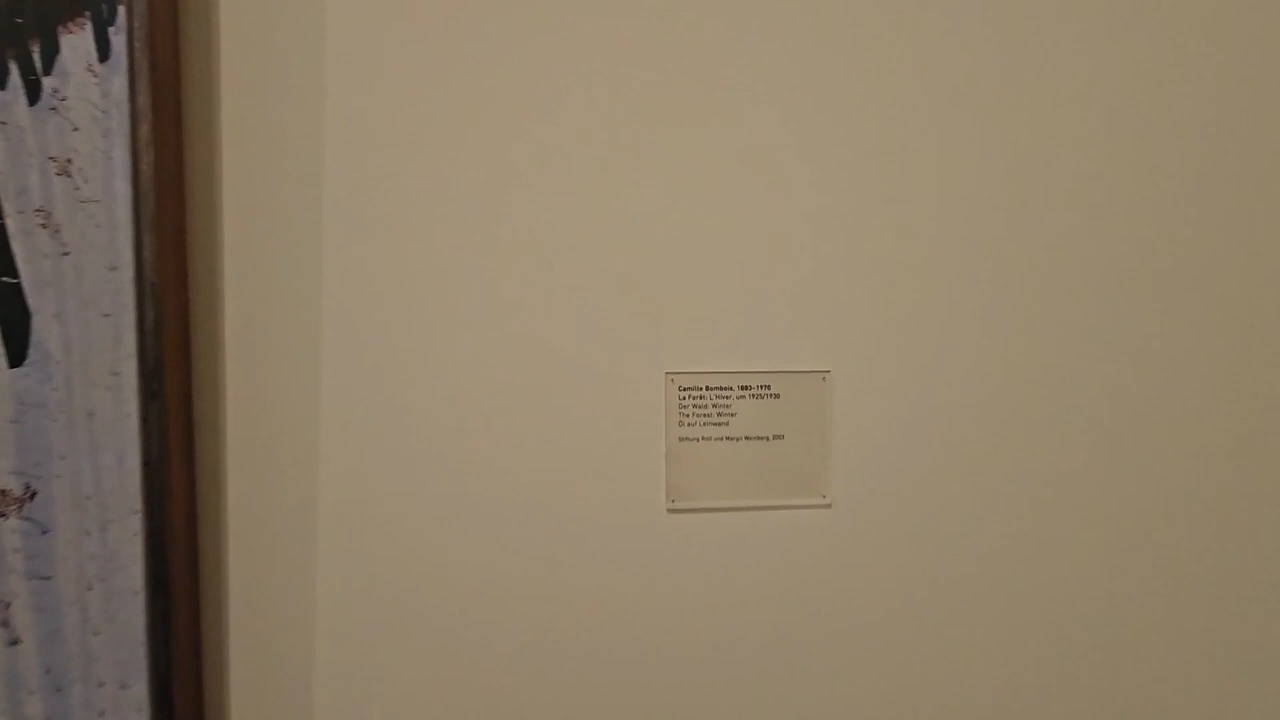 Camille Bombois, 1883–1970
La Forêt: L'Hiver, um 1925/1930
Der Wald: Winter
The Forest: Winter
Öl auf Leinwand
Stiftung Rolf und Margit Weinberg, 2003